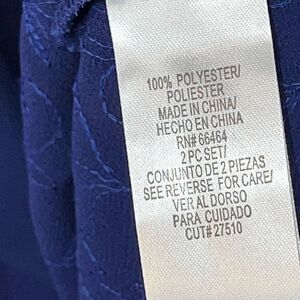 100% POLYESTER/
POLIESTER
MADE IN CHINA/
HECHO EN CHINA
RN# 66464
2 PC SET/
CONJUNTO DE 2 PIEZAS
SEE REVERSE FOR CARE/
VER AL DORSO
PARA CUIDADO
CUT# 27510